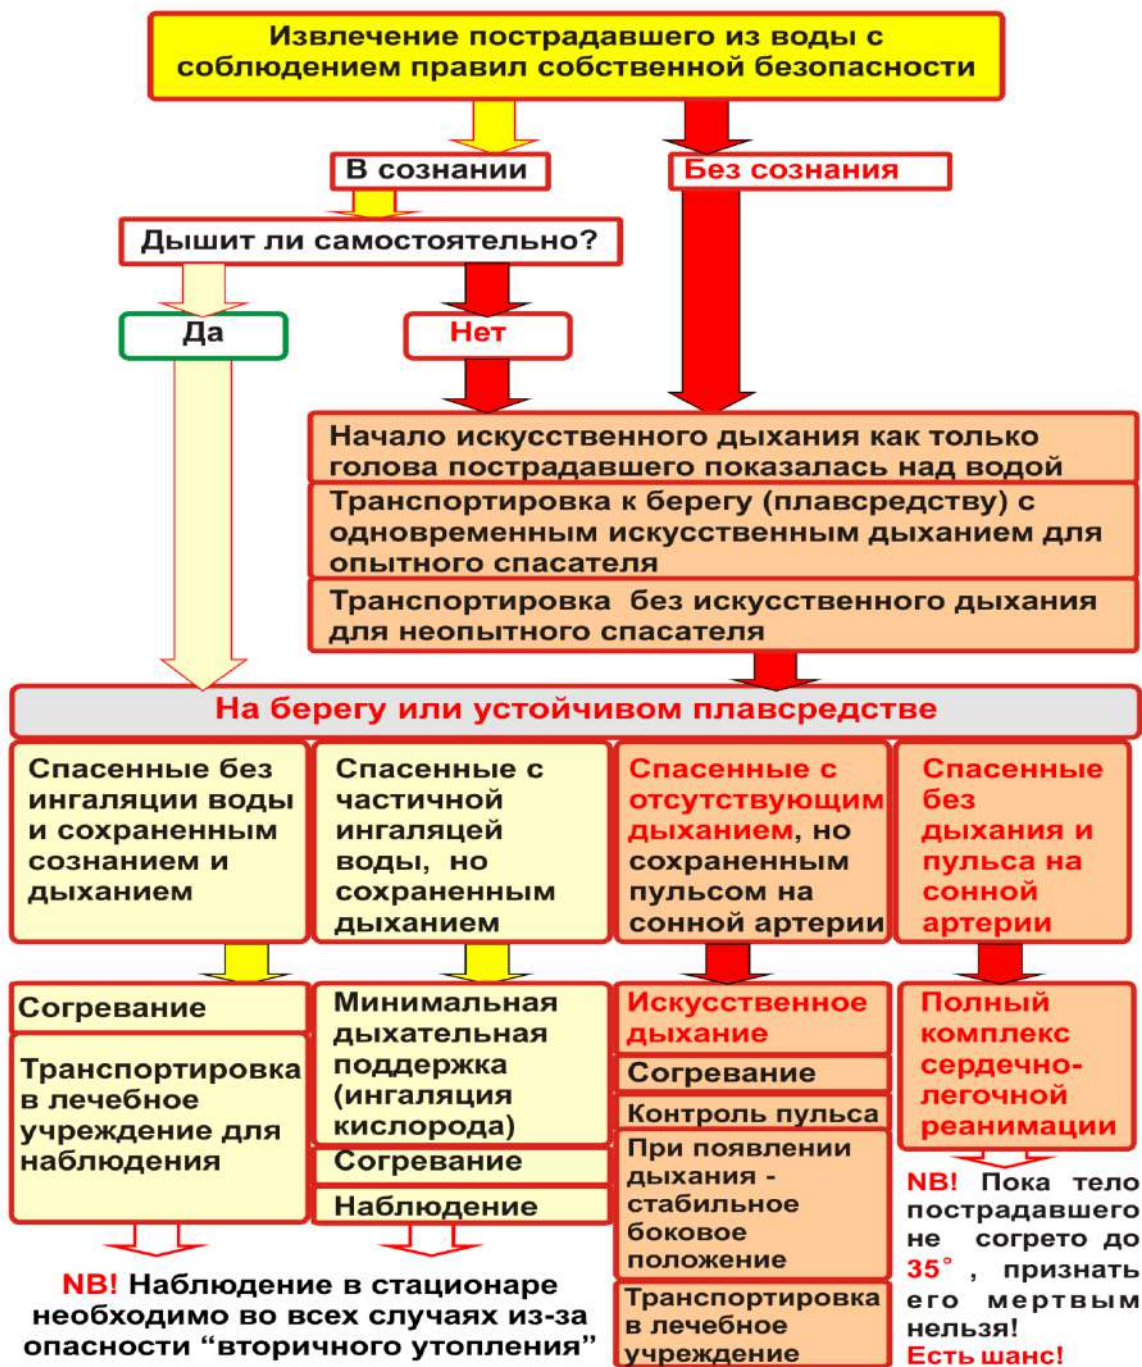 Извлечение пострадавшего из воды с
соблюдением правил собственной безопасности
В сознании
Без сознания
Дышит ли самостоятельно?
Да
Нет
Начало искусственного дыхания как только
голова пострадавшего показалась над водой
Транспортировка к берегу (плавсредству) с
одновременным искусственным дыханием для
опытного спасателя
Транспортировка без искусственного дыхания
для неопытного спасателя
На берегу или устойчивом плавсредстве
Спасенные без
ингаляции воды
и сохраненным
сознанием и
дыханием
Спасенные с
частичной
ингаляцей
воды, но
сохраненным
дыханием
Спасенные с
отсутствующим
дыханием, но
сохраненным
пульсом на
сонной артерии
Спасенные
без
дыхания и
пульса на
сонной
артерии
Согревание
Транспортировка
в лечебное
учреждение для
наблюдения
Минимальная
дыхательная
поддержка
(ингаляция
кислорода)
Согревание
Наблюдение
NB! Наблюдение в стационаре
необходимо во всех случаях из-за
опасности “вторичного утопления”
Искусственное
дыхание
Согревание
Контроль пульса
При появлении
дыхания -
стабильное
боковое
положение
Транспортировка
в лечебное
учреждение
Полный
комплекс
сердечно-
легочной
реанимации
NB! Пока тело
пострадавшего
не согрето до
35° , признать
его мертвым
нельзя!
Есть шанс!